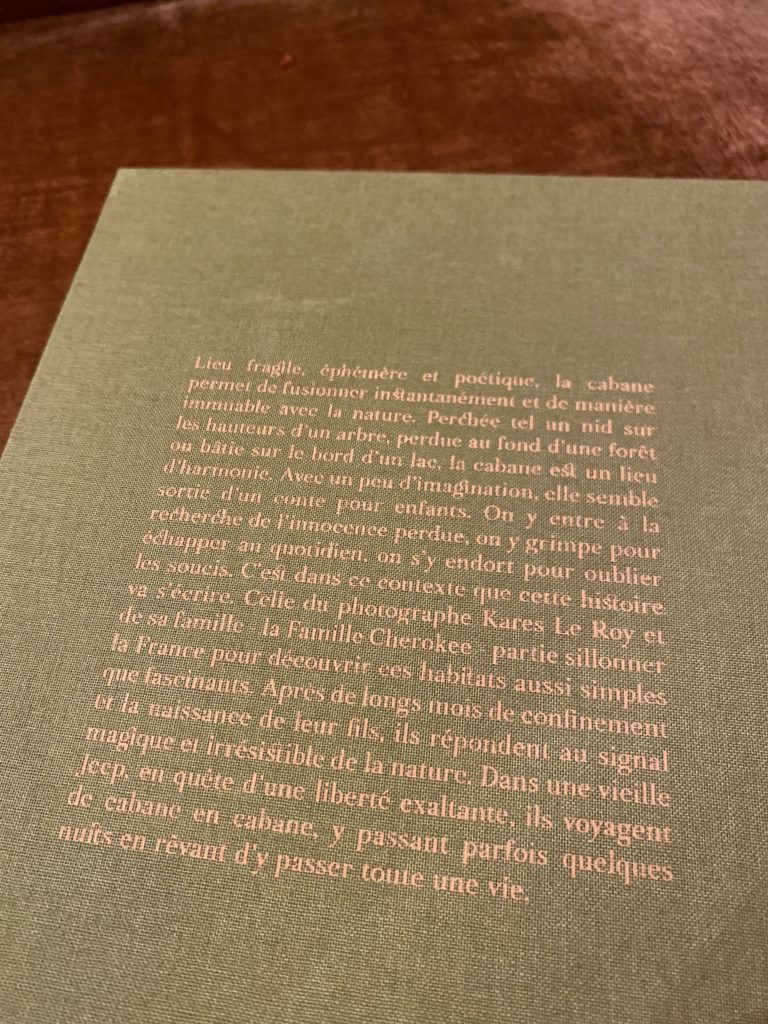 Lieu fragile, éphémère et poétique, la cabane
permet de fusionner instantanément et de manière
immuable avec la nature. Perchée tel un nid sur
les hauteurs d'un arbre, perdue au fond d'une forêt
ou bâtie sur le bord d'un lac, la cabane est un lieu
d'harmonie. Avec un peu d'imagination, elle semble
sortie d'un conte pour enfants. On y entre à la
recherche de l'innocence perdue, on y grimpe pour
échapper au quotidien, on s'y endort pour oublier
les soucis. C'est dans ce contexte que cette histoire
va s'écrire. Celle du photographe Kares Le Roy et
de sa famille - la Famille Cherokee - partie sillonner
la France pour découvrir ces habitats aussi simples
que fascinants. Après de longs mois de confinement
et la naissance de leur fils, ils répondent au signal
magique et irrésistible de la nature. Dans une vieille
Jeep, en quête d'une liberté exaltante, ils voyagent
de cabane en cabane, y passant parfois quelques
nuits en rêvant d'y passer toute une vie.